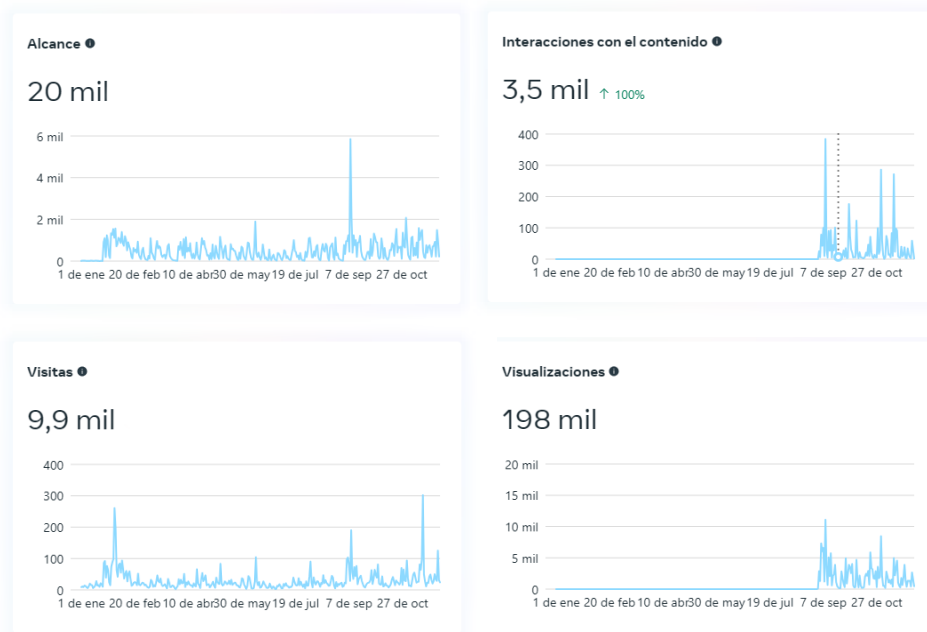 Alcance
20 mil
6 mil
4 mil
2 mil
0
1 de ene 20 de feb 10 de abr 30 de may 19 de jul 7 de sep 27 de oct
Interacciones con el contenido
3,5 mil ↑ 100%
400
300
200
100
0
1 de ene 20 de feb 10 de abr 30 de may 19 de jul 7 de sep 27 de oct
Visitas
9,9 mil
400
300
200
100
0
1 de ene 20 de feb 10 de abr 30 de may 19 de jul 7 de sep 27 de oct
Visualizaciones
198 mil
20 mil
15 mil
10 mil
5 mil
0
1 de ene 20 de feb 10 de abr 30 de may 19 de jul 7 de sep 27 de oct